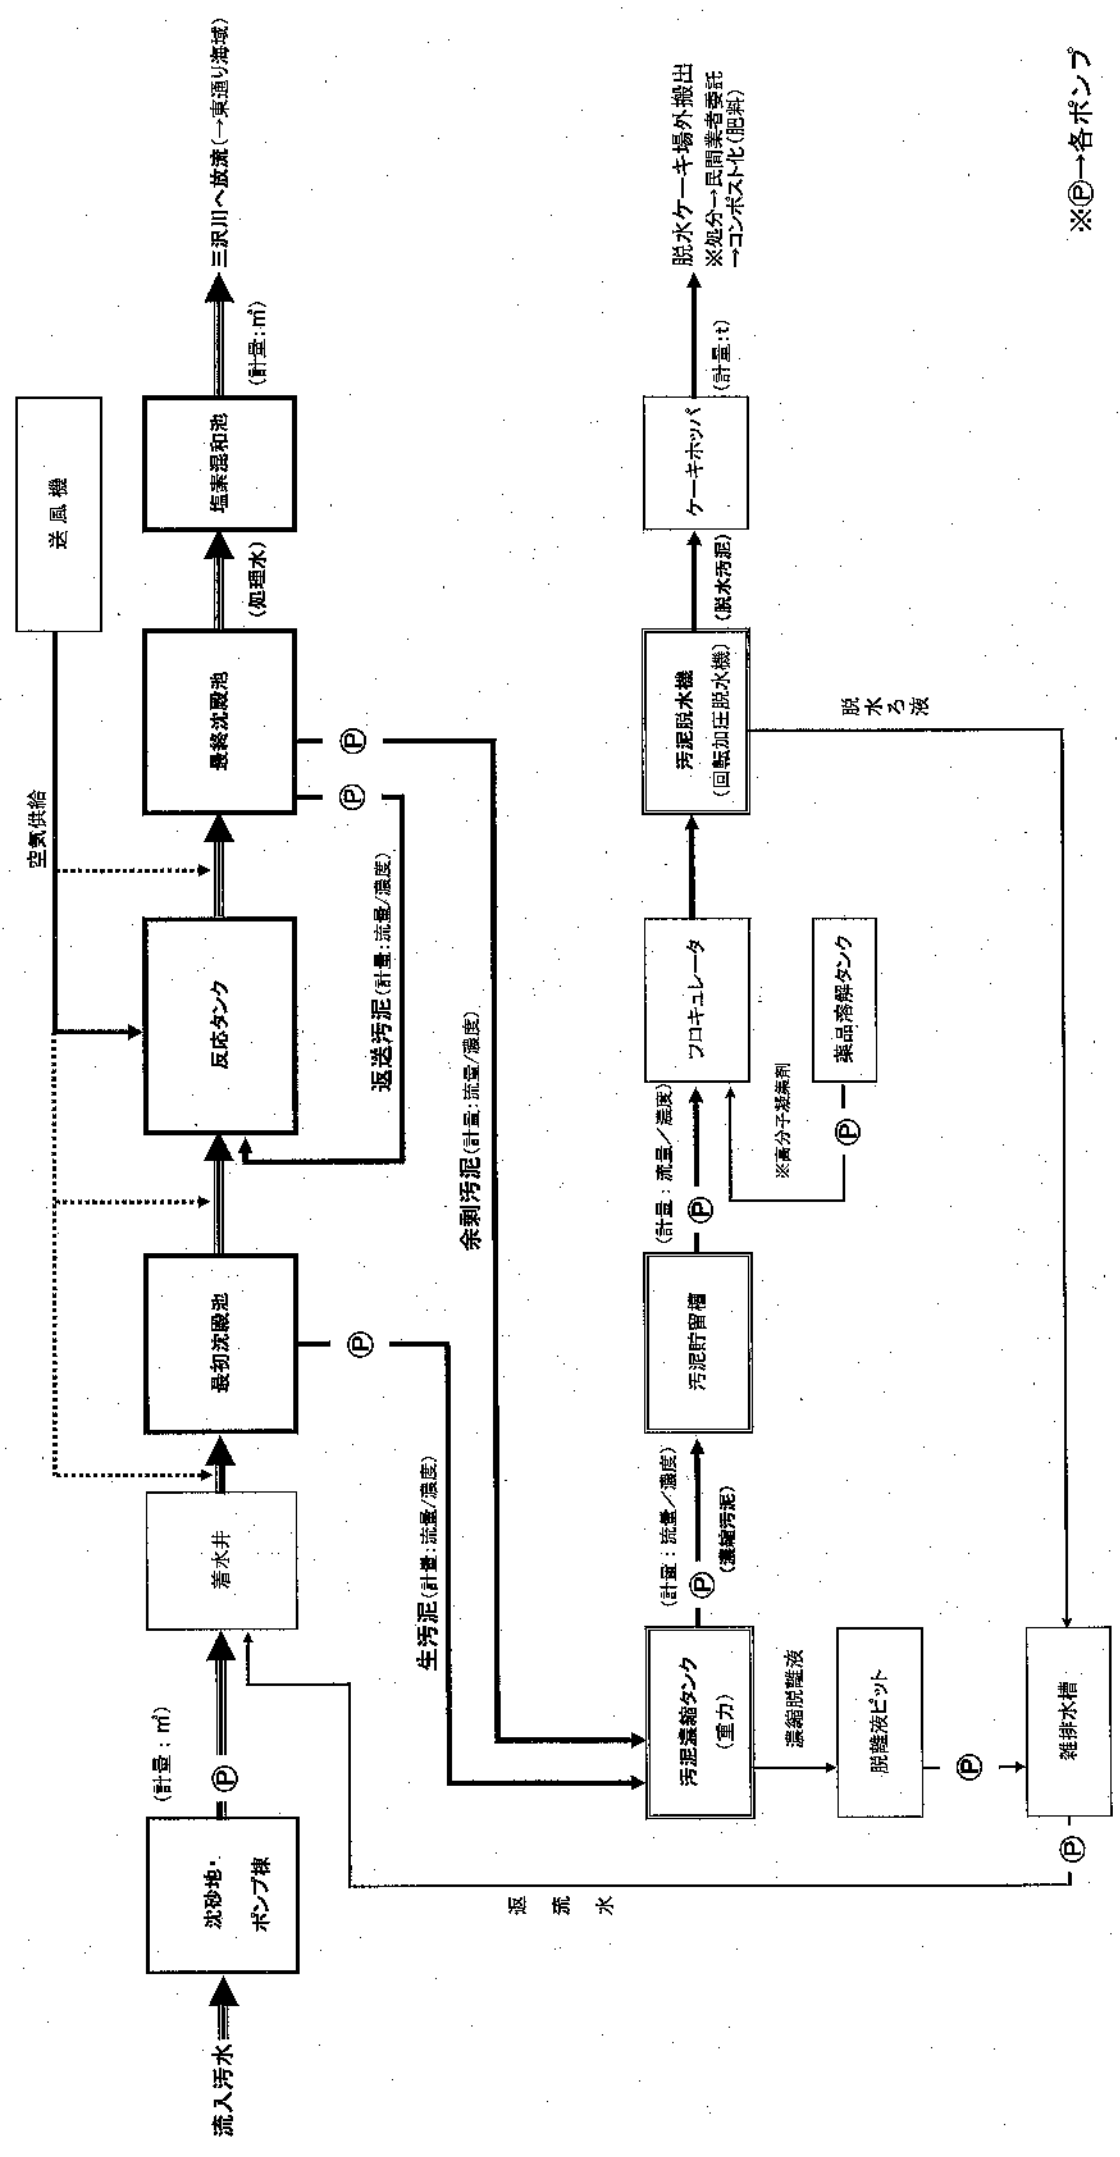 流入汚水
沈砂地・
ポンプ棟
(計量:㎥)
Ⓟ
着水井
最初沈殿池
反応タンク
最終沈殿池
(処理水)
塩素混和池
(計量:㎥)
三沢川へ放流(→東通り海域)
送風機
空気供給
Ⓟ
Ⓟ
Ⓟ
返送汚泥(計量:流量/濃度)
余剰汚泥(計量:流量/濃度)
生汚泥(計量:流量/濃度)
汚泥濃縮タンク
(重力)
(計量:流量/濃度)
Ⓟ
(濃縮汚泥)
汚泥貯留槽
(計量:流量/濃度)
Ⓟ
フロキュレータ
※高分子凝集剤
Ⓟ
薬品溶解タンク
汚泥脱水機
(回転加圧脱水機)
(脱水汚泥)
ケーキホッパ
(計量:t)
脱水ケーキ場外搬出
※処分→民間業者委託
→コンポスト化(肥料)
脱水ろ液
濃縮脱離液
脱離液ピット
Ⓟ
雑排水槽
Ⓟ
返流水
※Ⓟ→各ポンプ